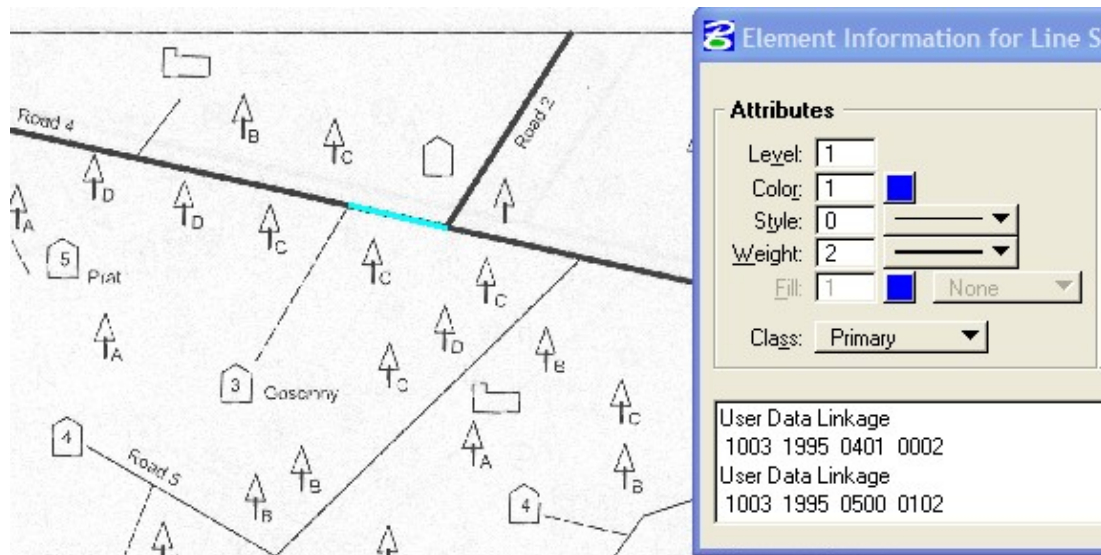 Element Information for Line S
Attributes
Level: 1
Color: 1
Style: 0
Weight: 2
Fill: 1 None
Class: Primary
User Data Linkage
1003 1995 0401 0002
User Data Linkage
1003 1995 0500 0102
Road 4
Road 2
B
C
D
D
A
C
5 Prat
C
C
A
D
B
C
3 Goscinny
C
4
Road 5
A
B
B
B
4